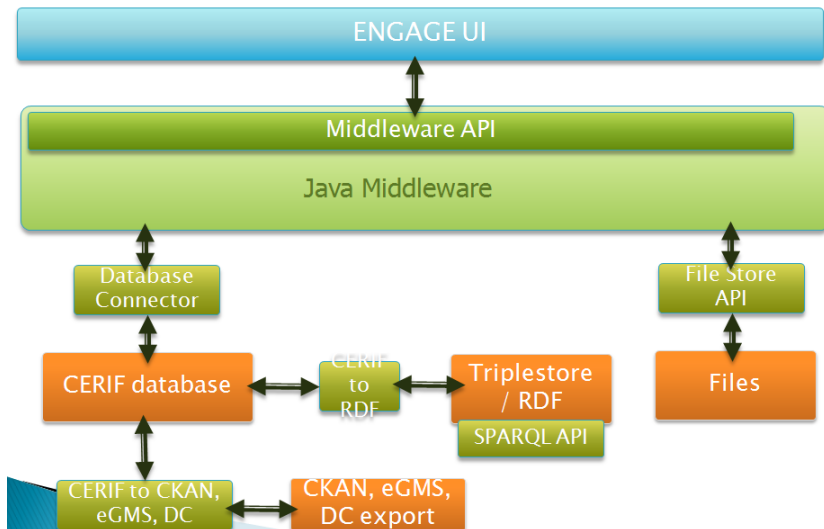 ENGAGE UI
Middleware API
Java Middleware
Database
Connector
File Store
API
CERIF database
CERIF
to
RDF
Triplestore
/ RDF
SPARQL API
Files
CERIF to CKAN,
eGMS, DC
CKAN, eGMS,
DC export